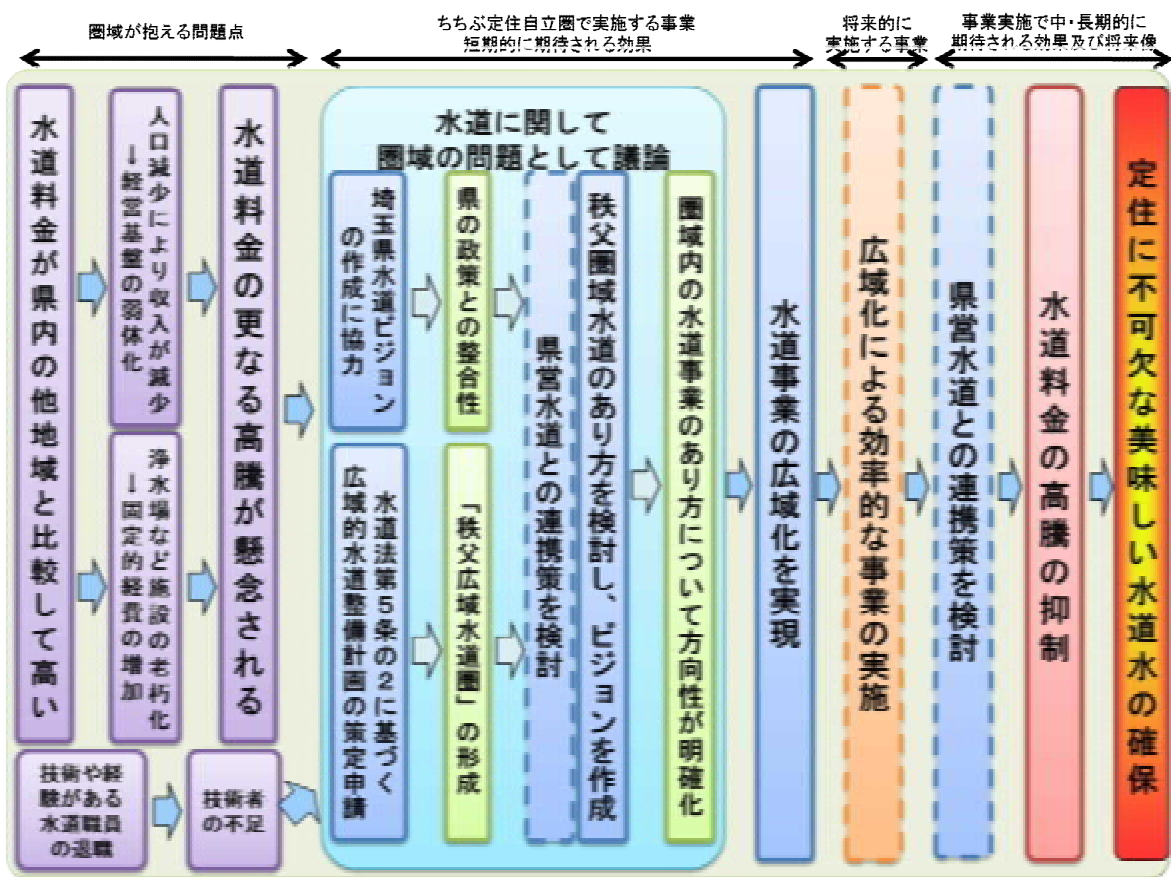 圏域が抱える問題点
ちちぶ定住自立圏で実施する事業
短期的に期待される効果
将来的に
実施する事業
事業実施で中・長期的に
期待される効果及び将来像
水道料金が県内の他地域と比較して高い
人口減少により収入が減少
→経営基盤の弱体化
浄水場など施設の老朽化
→固定的経費の増加
水道料金の更なる高騰が懸念される
技術や経
験がある
水道職員
の退職
技術者
の不足
水道に関して
圏域の問題として議論
埼玉県水道ビジョン
の作成に協力
県の政策との整合性
水道法第5条の2に基づく
広域的水道整備計画の策定申請
「秩父広域水道圏」の形成
県営水道との連携策を検討
秩父圏域水道のあり方を検討し、ビジョンを作成
圏域内の水道事業のあり方について方向性が明確化
水道事業の広域化を実現
広域化による効率的な事業の実施
県営水道との連携策を検討
水道料金の高騰の抑制
定住に不可欠な美味しい水道水の確保